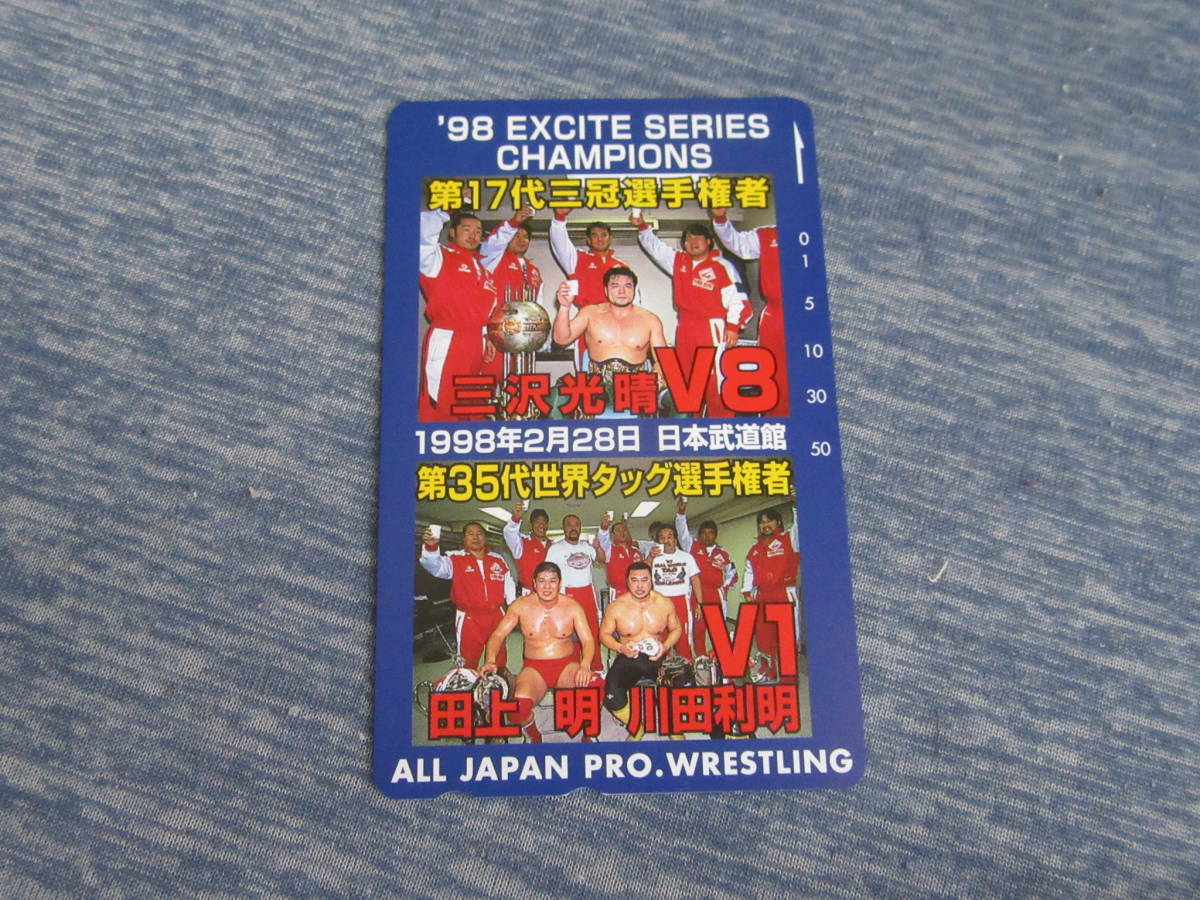 '98 EXCITE SERIES
CHAMPIONS
第17代三冠選手権者
三沢光晴 V8
1998年2月28日 日本武道館
第35代世界タッグ選手権者
V1
田上 明 川田利明
ALL JAPAN PRO.WRESTLING
0
1
5
10
30
50